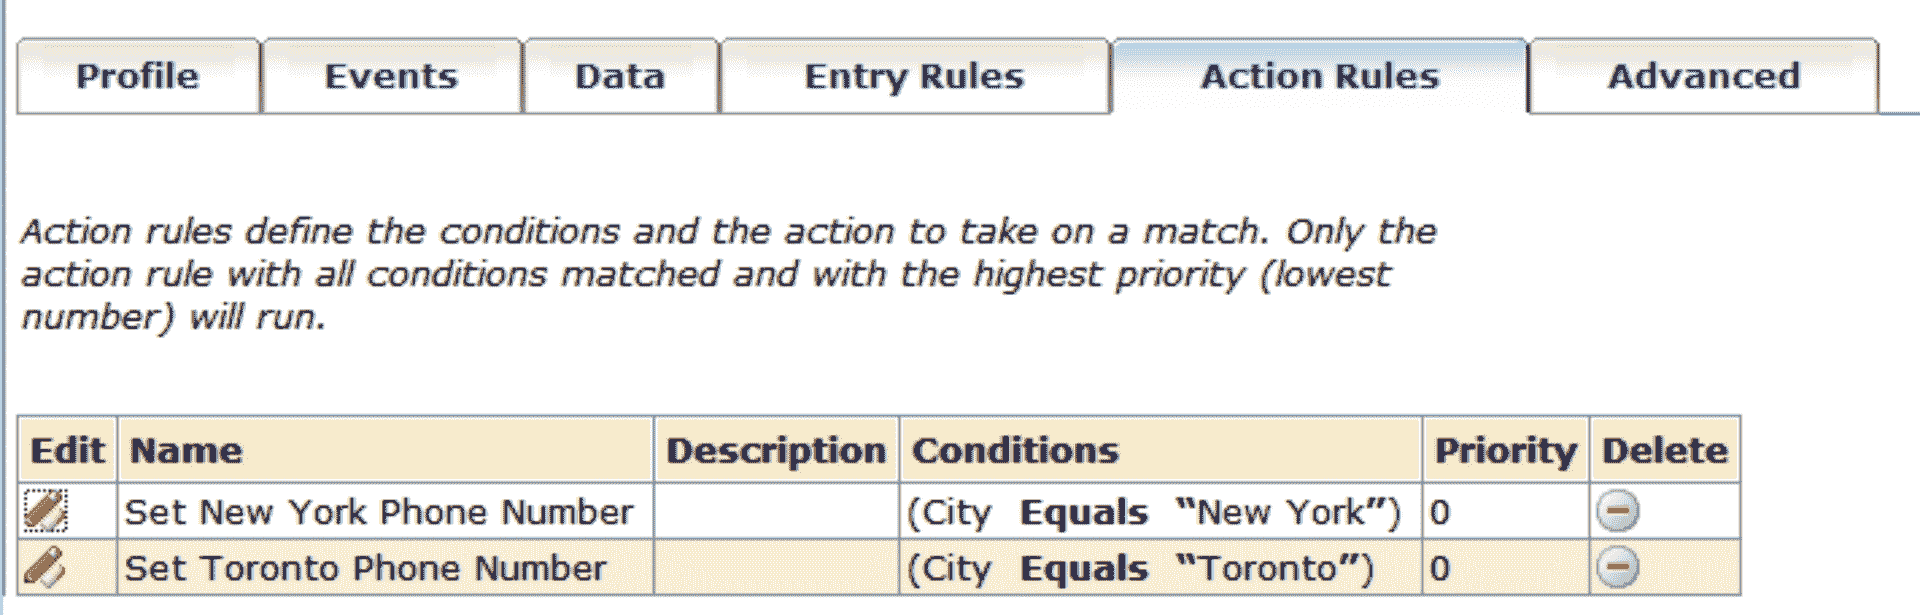 Profile Events Data Entry Rules Action Rules Advanced
Action rules define the conditions and the action to take on a match. Only the
action rule with all conditions matched and with the highest priority (lowest
number) will run.
Edit Name Description Conditions Priority Delete
Set New York Phone Number (City Equals “New York”) 0
Set Toronto Phone Number (City Equals “Toronto”) 0